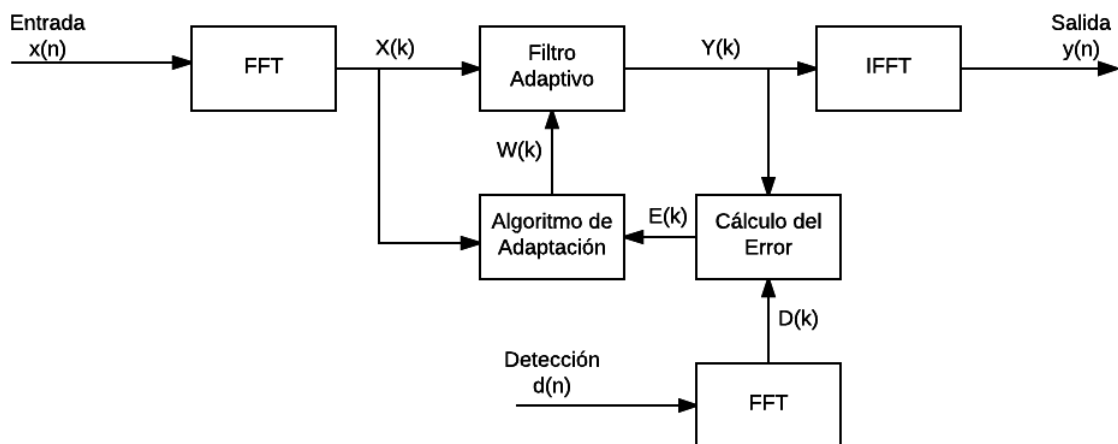 Entrada
x(n)
FFT
X(k)
Filtro
Adaptivo
Y(k)
IFFT
Salida
y(n)
W(k)
Algoritmo de
Adaptación
E(k)
Cálculo del
Error
D(k)
Detección
d(n)
FFT